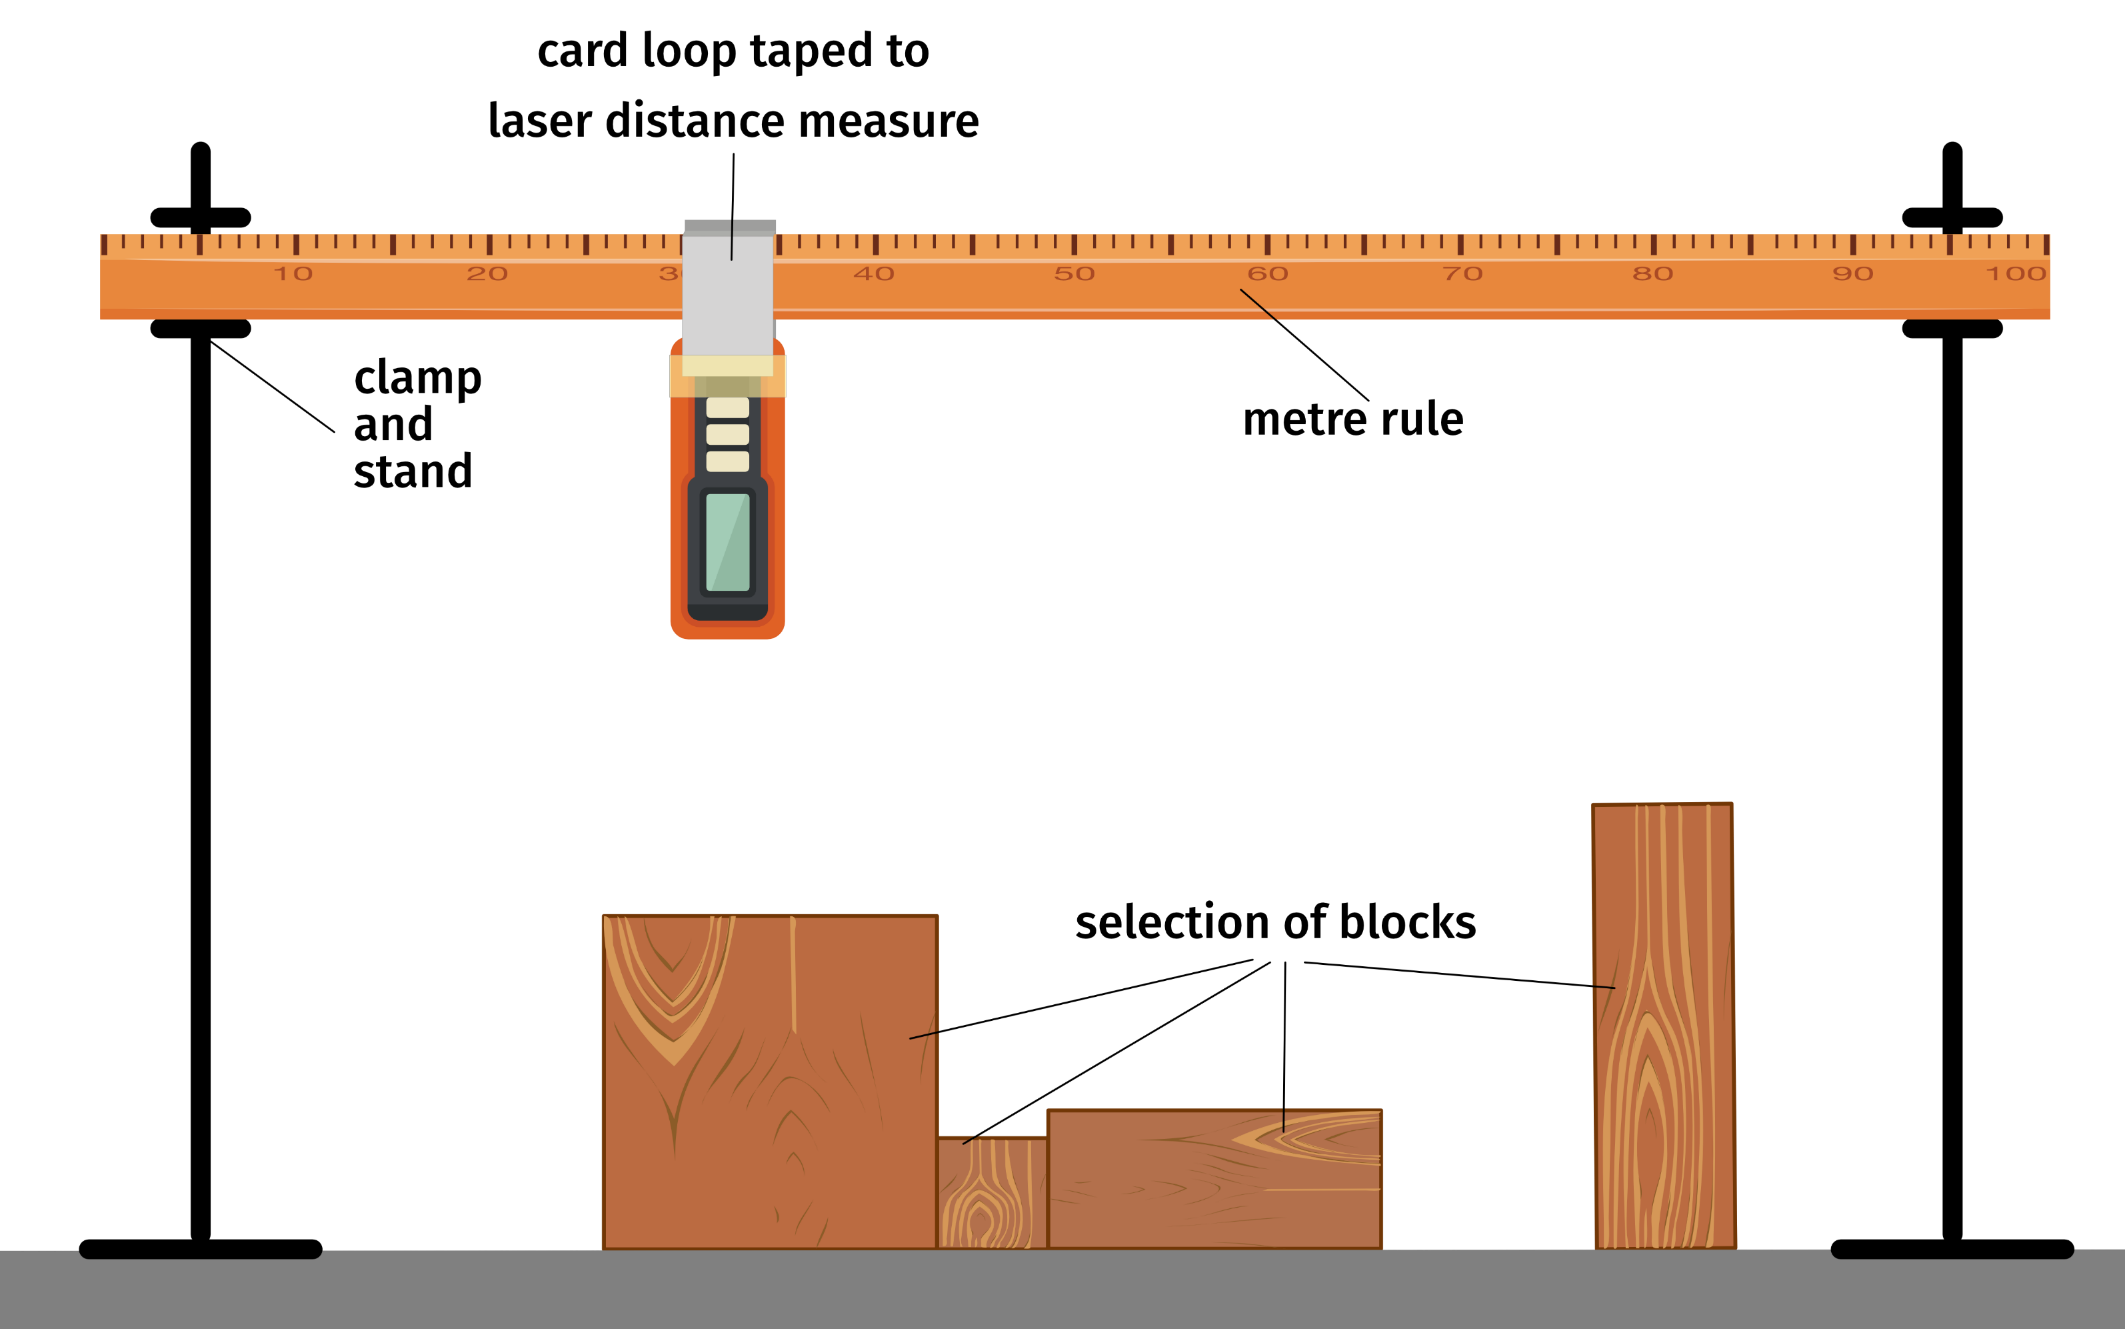 card loop taped to
laser distance measure
10 20 3 40 50 60 70 80 90 100
clamp
and
stand
metre rule
selection of blocks